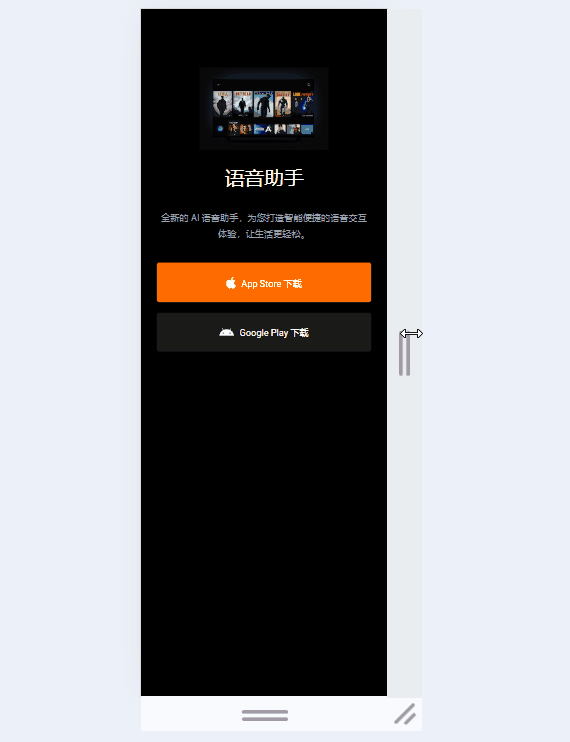 语音助手
全新的 AI 语音助手，为您打造智能便捷的语音交互
体验，让生活更轻松。
App Store 下载
Google Play 下载